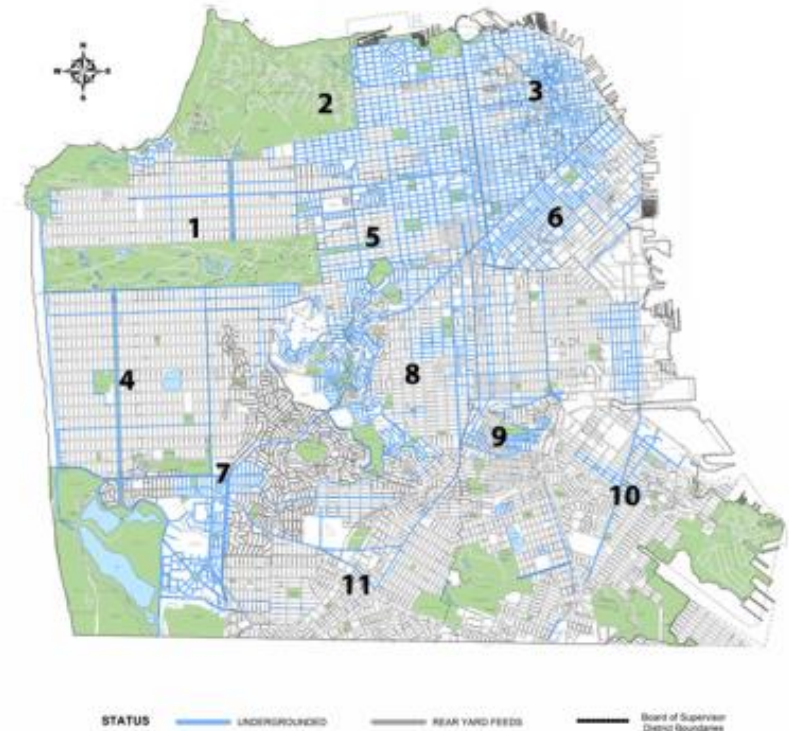 N
W
S
2
3
1
5
6
4
8
7
9
10
11
STATUS
UNDERGROUNDED
REAR YARD FEEDS
Board of Supervisor
District Boundaries